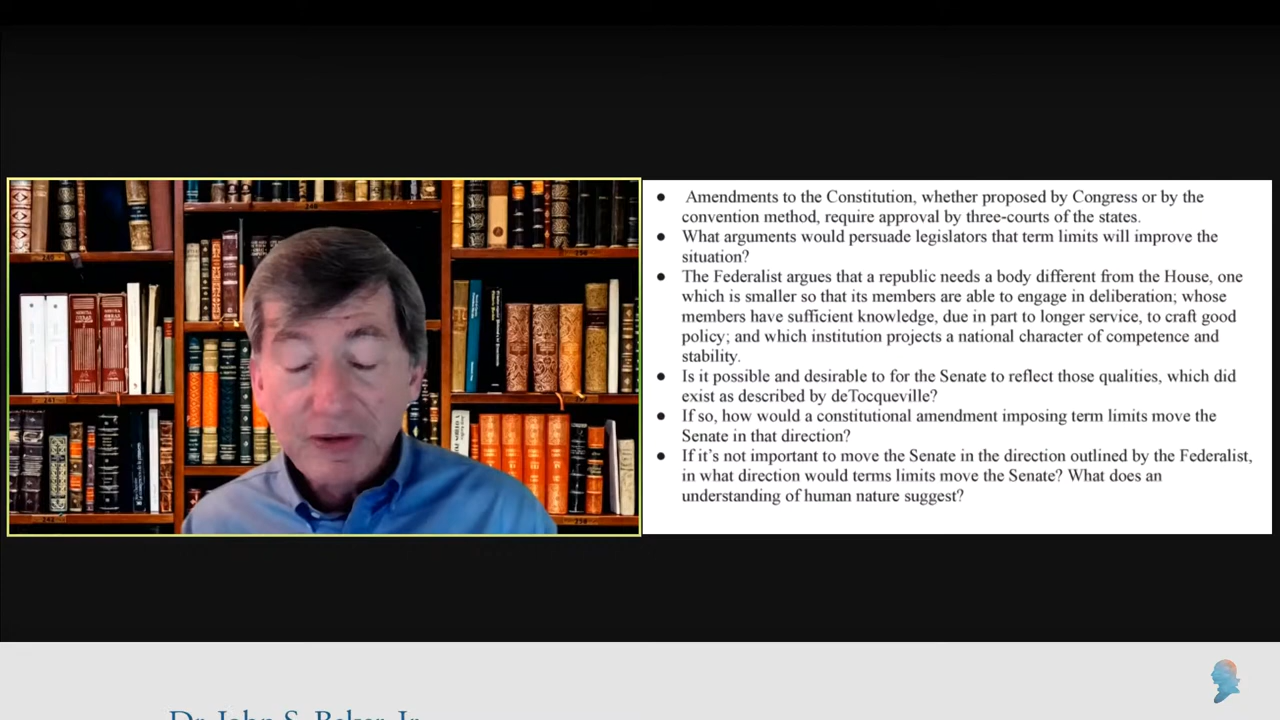 ● Amendments to the Constitution, whether proposed by Congress or by the
convention method, require approval by three-courts of the states.
● What arguments would persuade legislators that term limits will improve the
situation?
● The Federalist argues that a republic needs a body different from the House, one
which is smaller so that its members are able to engage in deliberation; whose
members have sufficient knowledge, due in part to longer service, to craft good
policy; and which institution projects a national character of competence and
stability.
● Is it possible and desirable to for the Senate to reflect those qualities, which did
exist as described by deTocqueville?
● If so, how would a constitutional amendment imposing term limits move the
Senate in that direction?
● If it's not important to move the Senate in the direction outlined by the Federalist,
in what direction would terms limits move the Senate? What does an
understanding of human nature suggest?
Dr. John S. Baker, Jr.